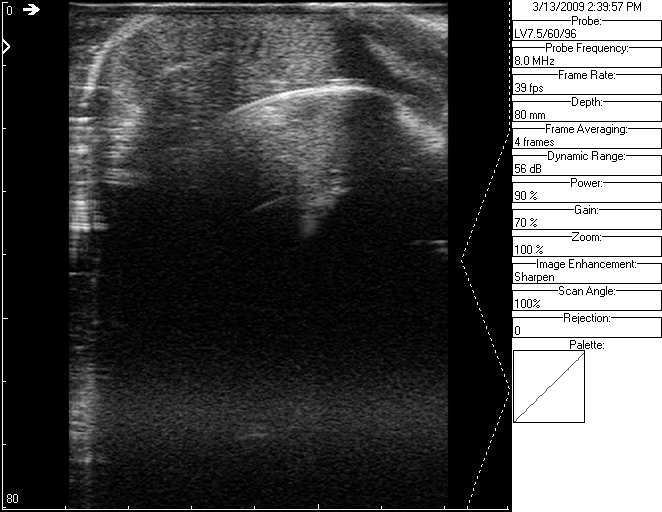 0
80
3/13/2009 2:39:57 PM
Probe:
LV7.5/60/96
Probe Frequency:
8.0 MHz
Frame Rate:
39 fps
Depth:
80 mm
Frame Averaging:
4 frames
Dynamic Range:
56 dB
Power:
90 %
Gain:
70 %
Zoom:
100 %
Image Enhancement:
Sharpen
Scan Angle:
100%
Rejection:
0
Palette: